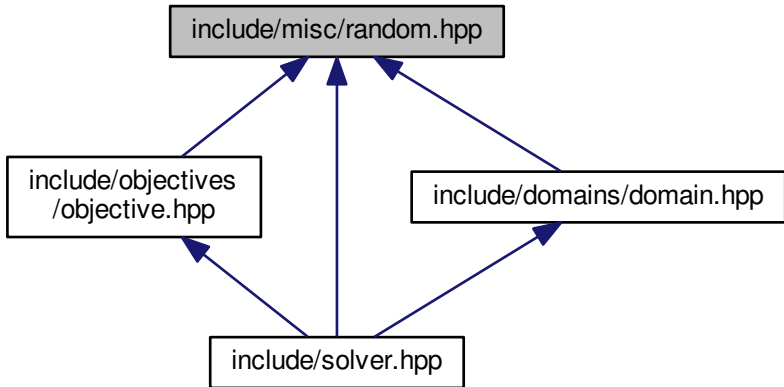 include/misc/random.hpp
include/objectives
/objective.hpp
include/domains/domain.hpp
include/solver.hpp